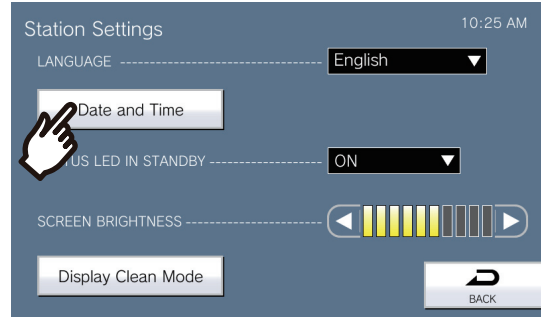 Station Settings
10:25 AM
LANGUAGE
English
Date and Time
TUS LED IN STANDBY
ON
SCREEN BRIGHTNESS
Display Clean Mode
BACK